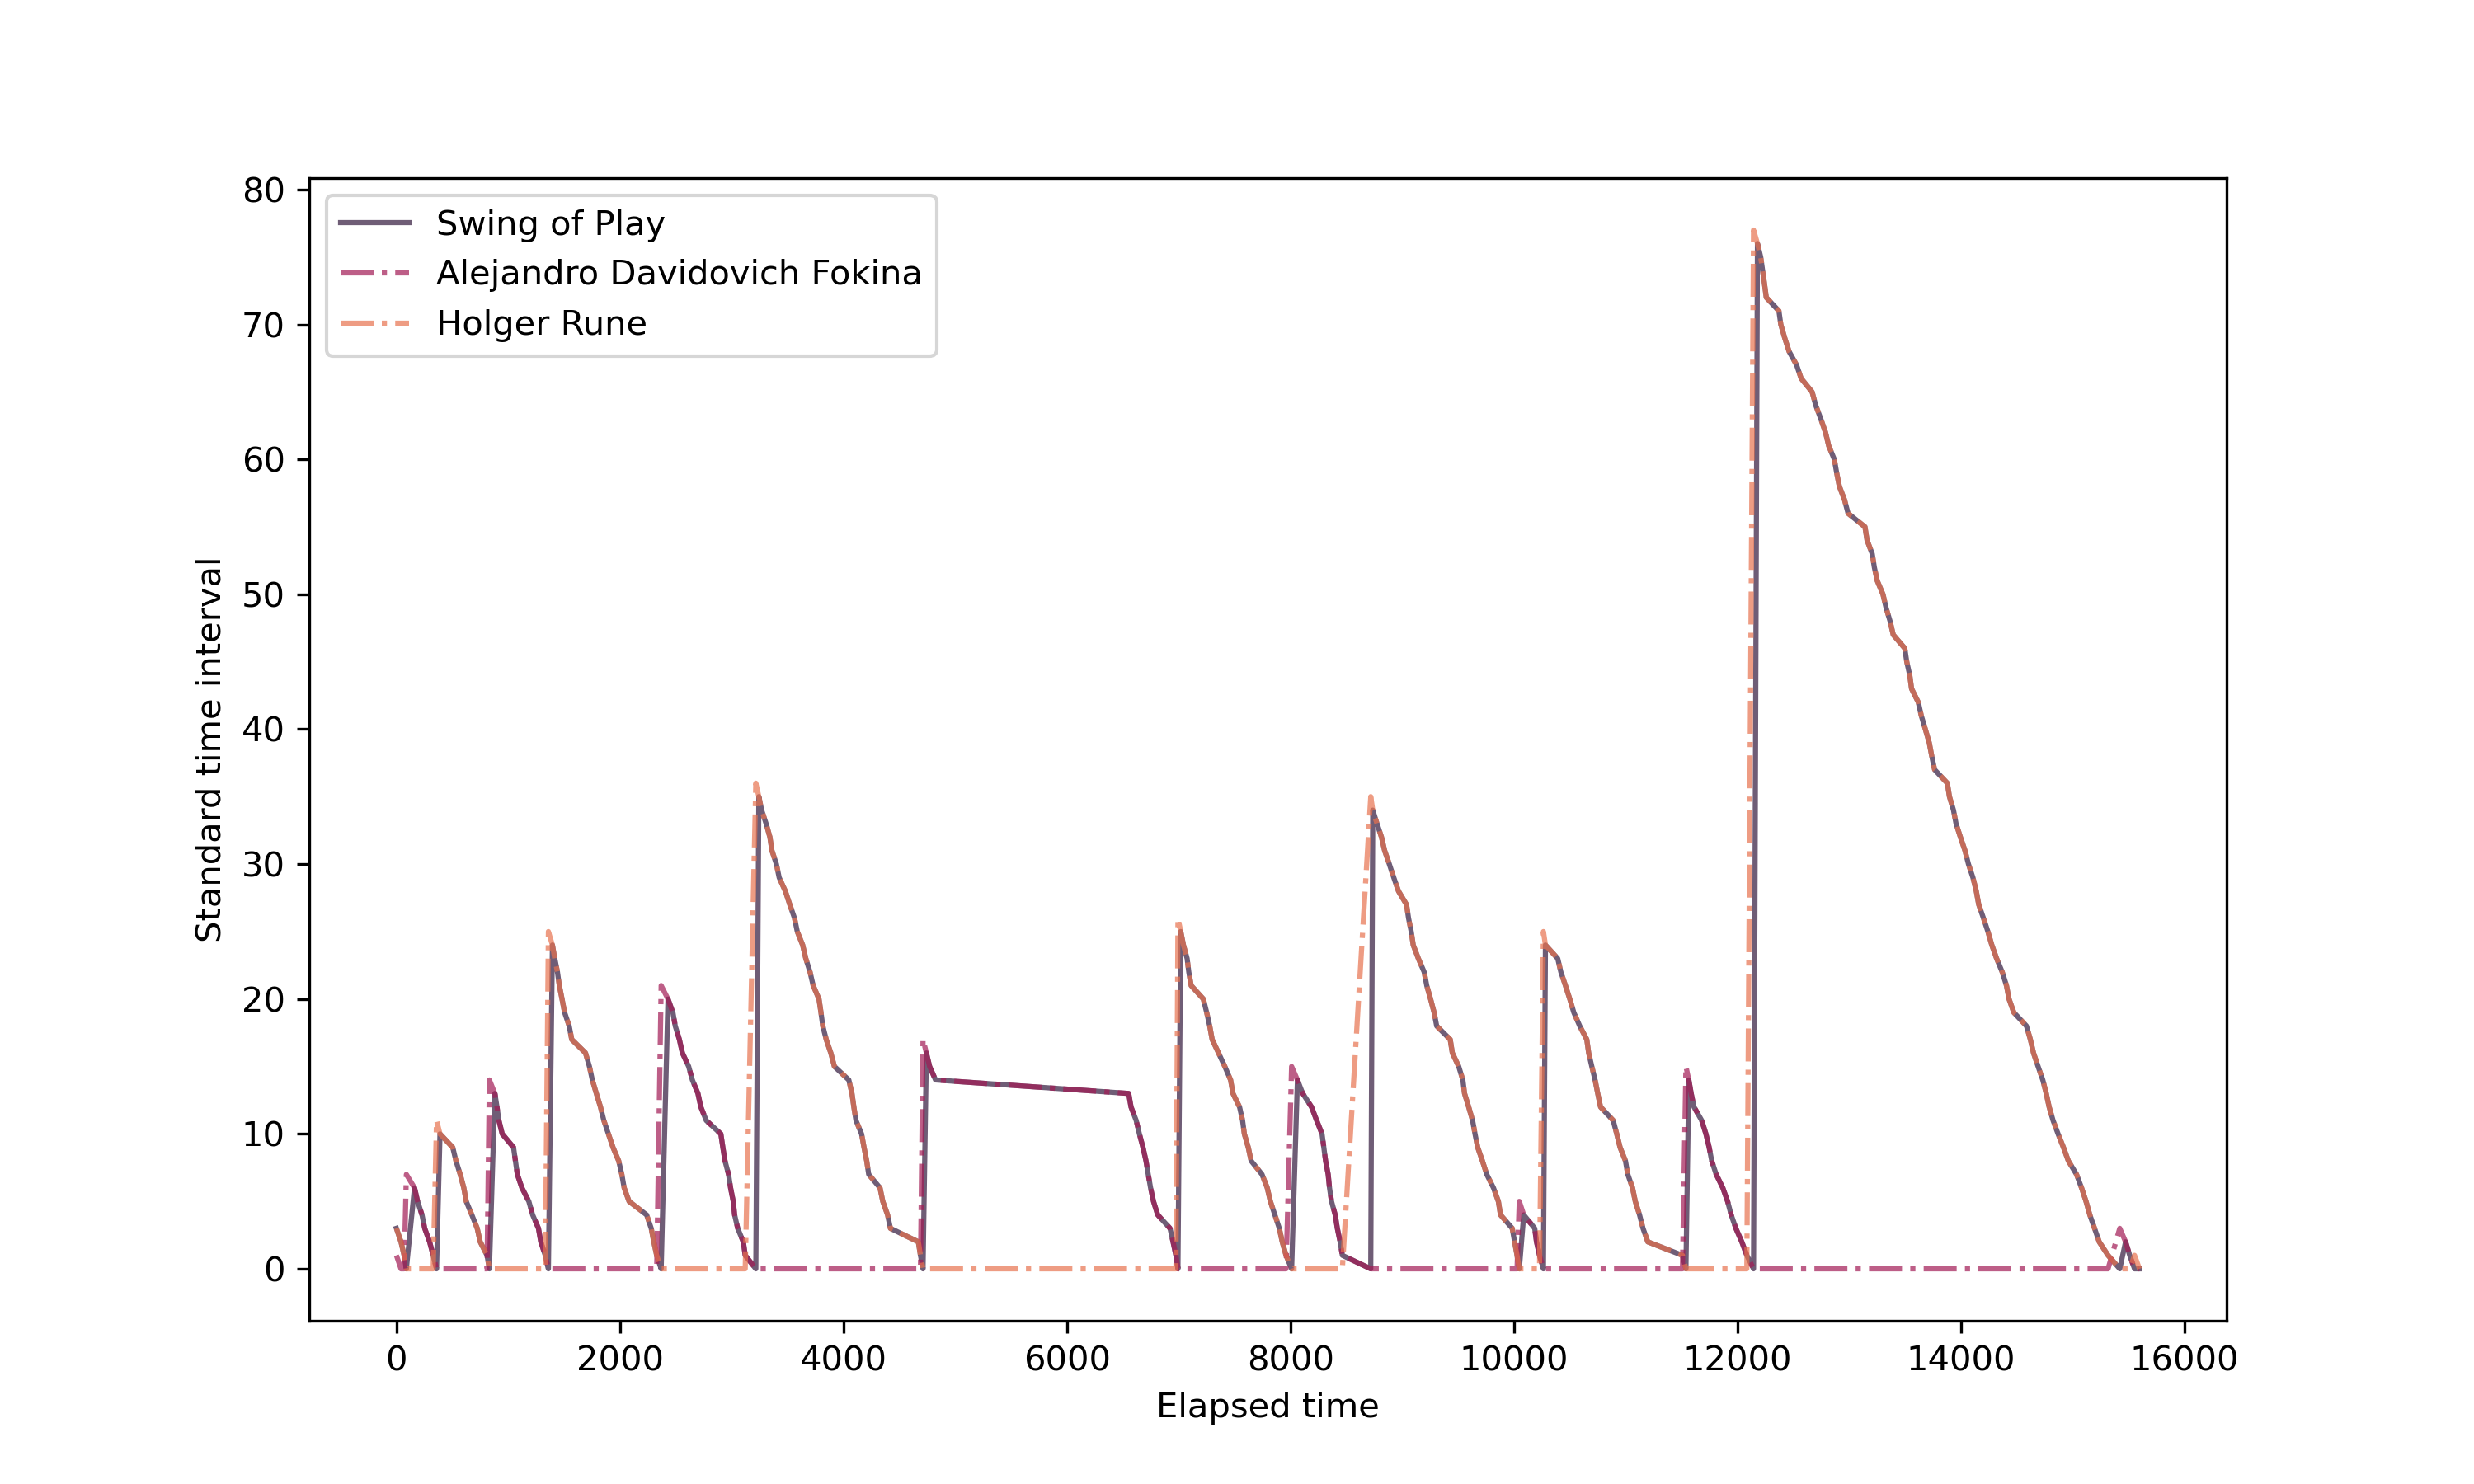 Swing of Play
Alejandro Davidovich Fokina
Holger Rune
80
70
60
50
40
30
20
10
0
Standard time interval
0 2000 4000 6000 8000 10000 12000 14000 16000
Elapsed time